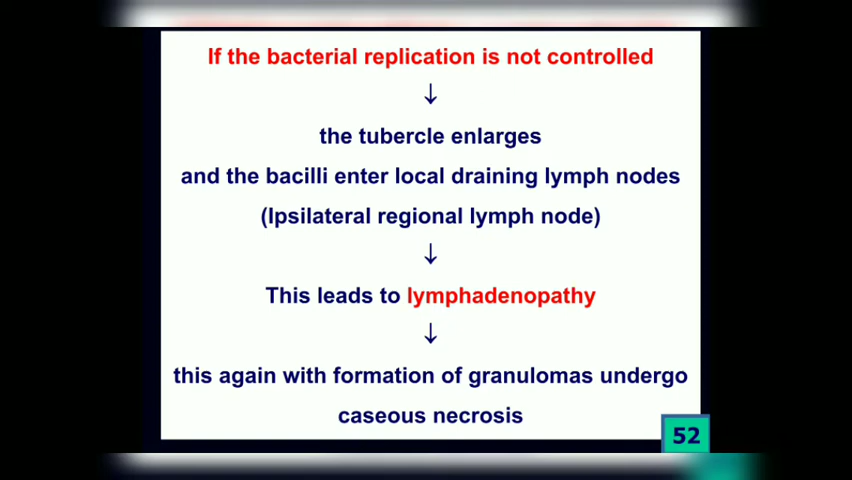 If the bacterial replication is not controlled
↓
the tubercle enlarges
and the bacilli enter local draining lymph nodes
(Ipsilateral regional lymph node)
↓
This leads to lymphadenopathy
↓
this again with formation of granulomas undergo
caseous necrosis
52